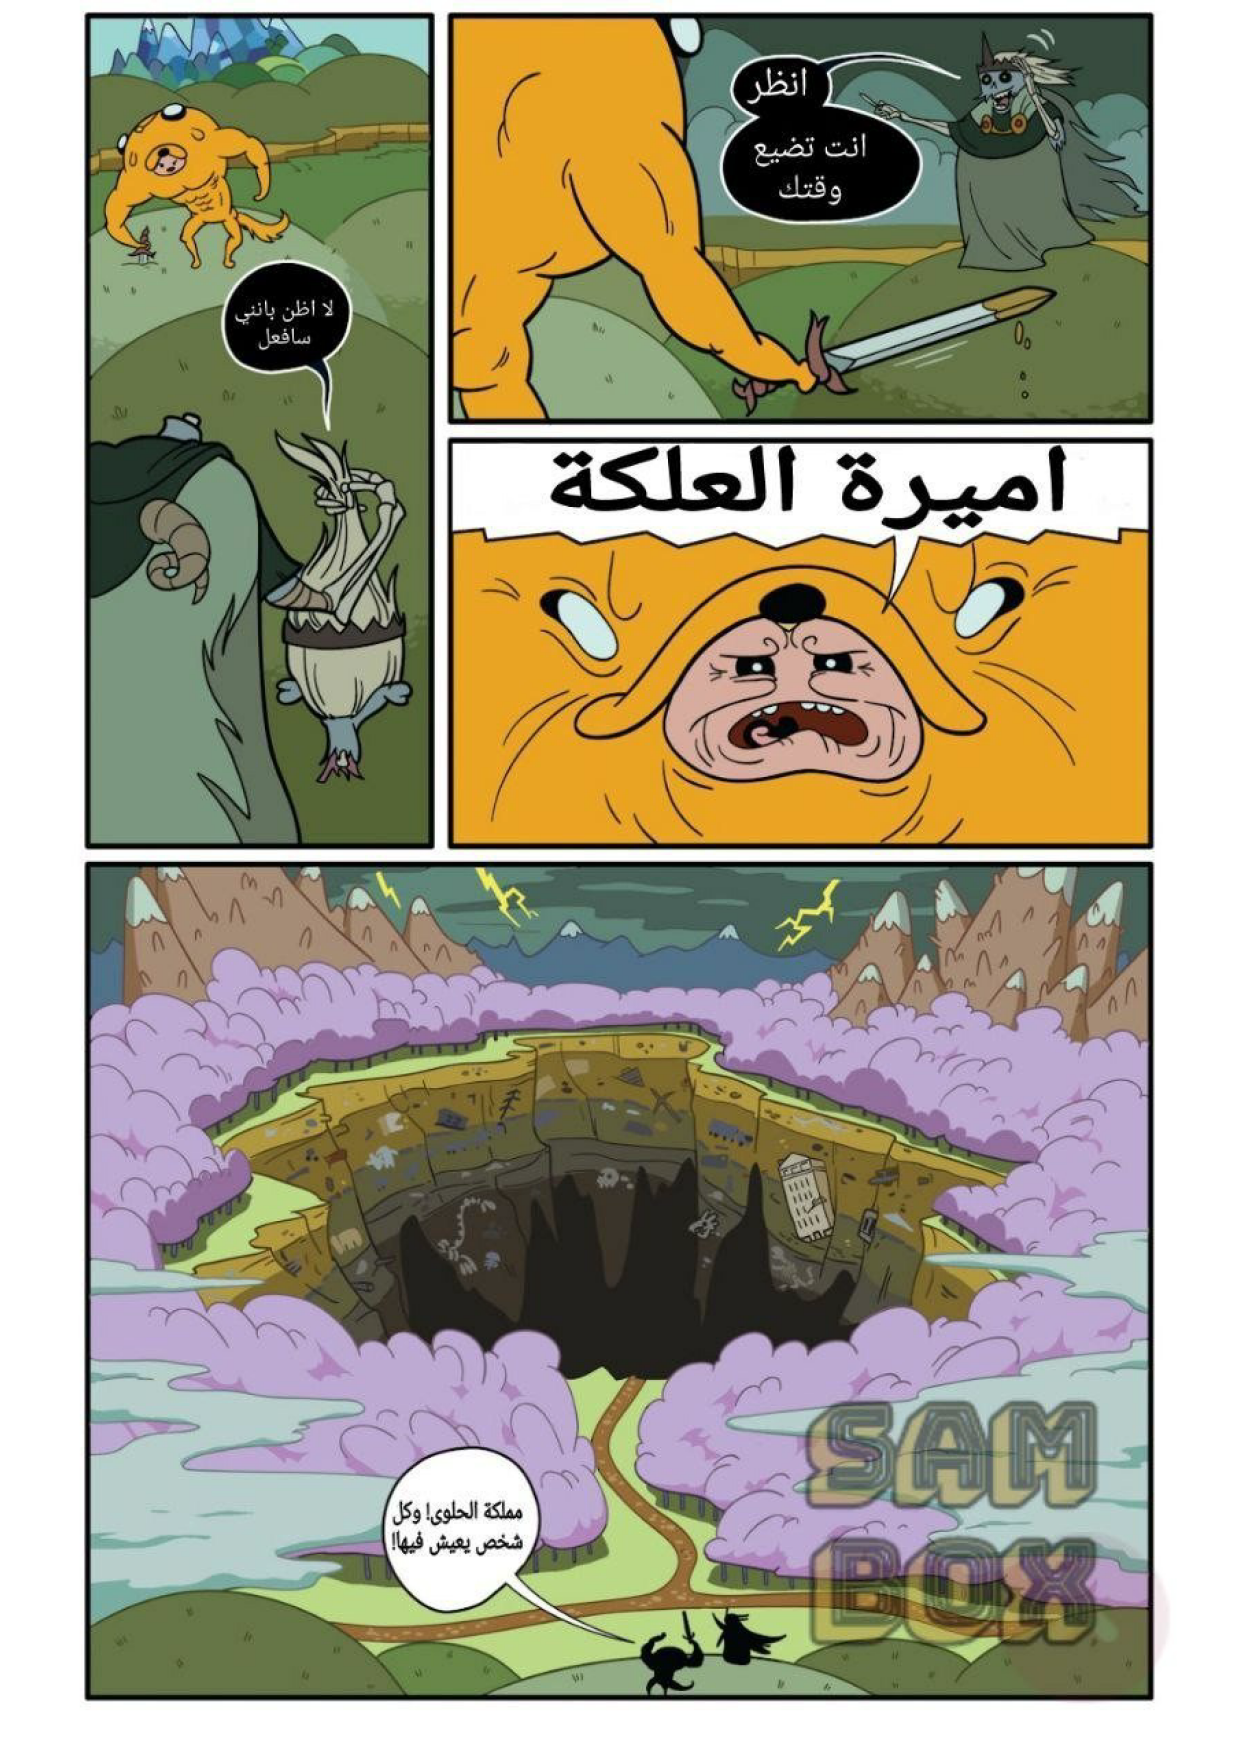 انظر
انت تضيع
وقتك
لا اظن بانني
سافعل
اميرة العلكة
مملكة الحلوى! وكل
شخص يعيش فيها!
SAM
BOX